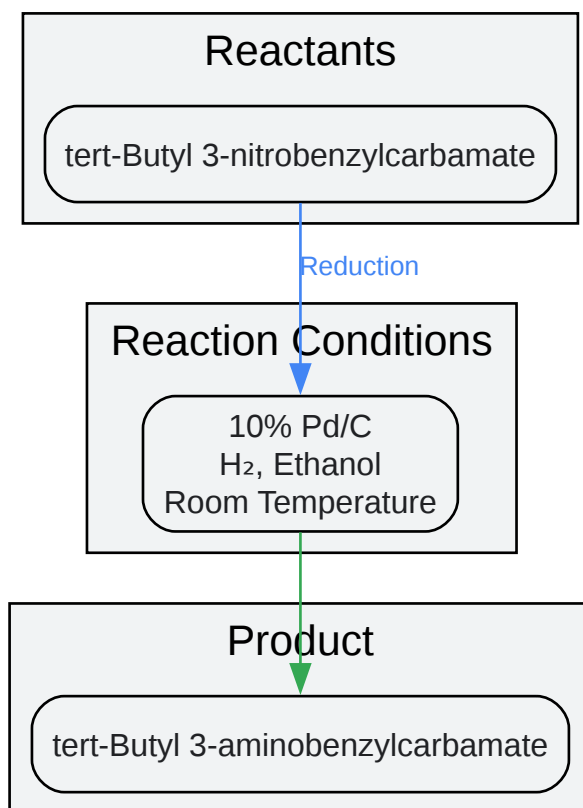 Reactants
tert-Butyl 3-nitrobenzylcarbamate
Reduction
Reaction Conditions
10% Pd/C
H₂, Ethanol
Room Temperature
Product
tert-Butyl 3-aminobenzylcarbamate